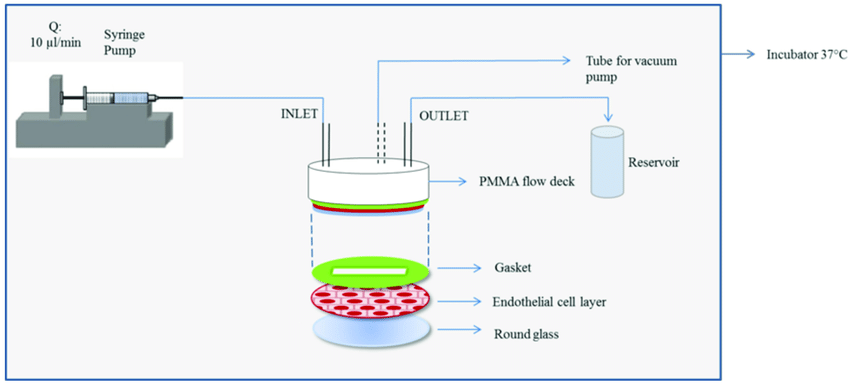 Q:
10 µl/min
Syringe
Pump
Tube for vacuum
pump
Incubator 37°C
INLET
OUTLET
Reservoir
PMMA flow deck
Gasket
Endothelial cell layer
Round glass